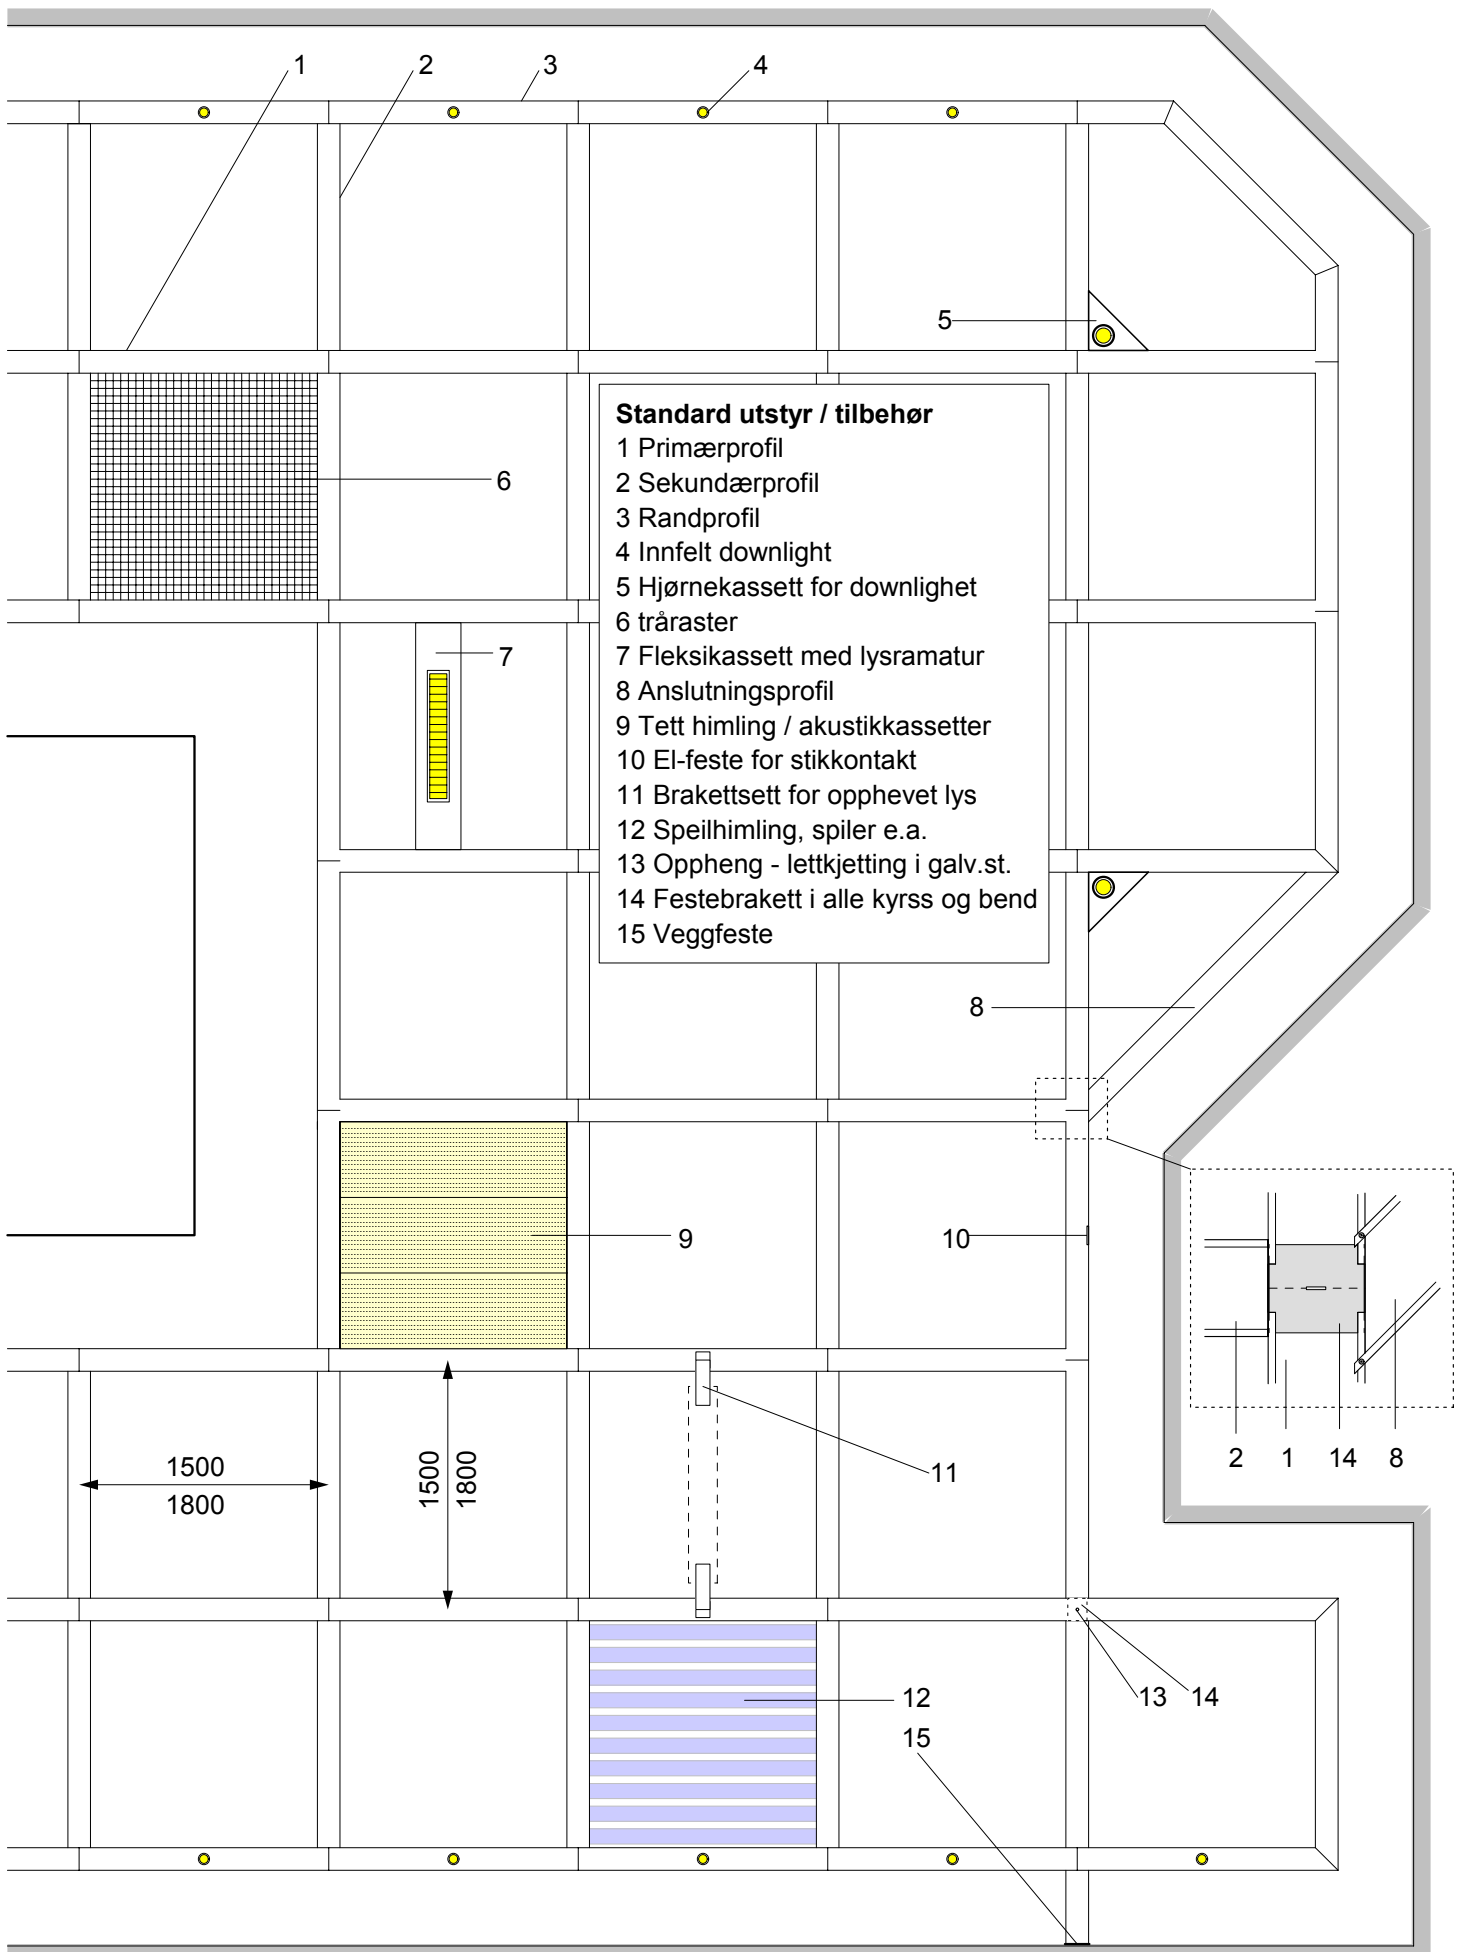 1
2
3
4
5
6
7
Standard utstyr / tilbehør
1 Primærprofil
2 Sekundærprofil
3 Randprofil
4 Innfelt downlight
5 Hjørnekassett for downlighet
6 tråraster
7 Fleksikassett med lysramatur
8 Anslutningsprofil
9 Tett himling / akustikkassetter
10 El-feste for stikkontakt
11 Brakettsett for opphevet lys
12 Speilhimling, spiler e.a.
13 Oppheng - lettkjetting i galv.st.
14 Festebrakett i alle kyrss og bend
15 Veggfeste
8
9
10
2 1 14 8
1500
1800
1500
1800
11
12
13 14
15